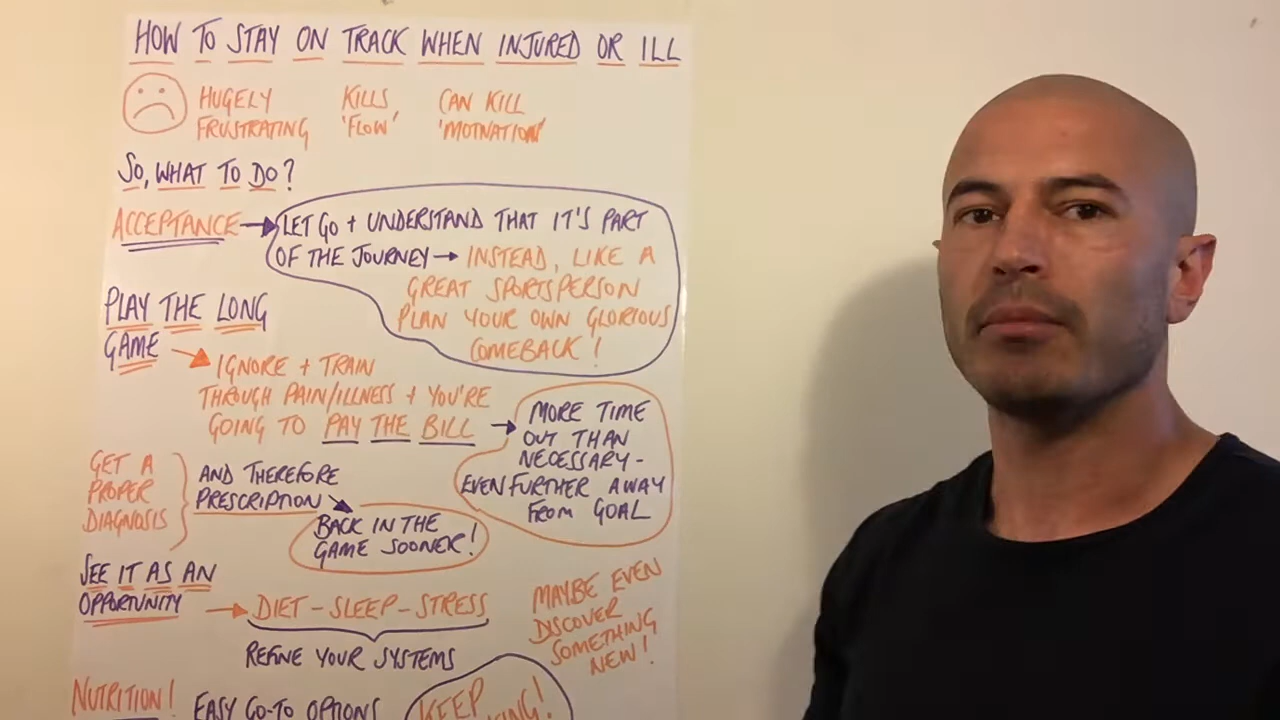 HOW TO STAY ON TRACK WHEN INJURED OR ILL
HUGELY FRUSTRATING
KILLS 'FLOW'
CAN KILL 'MOTIVATION'
SO, WHAT TO DO?
ACCEPTANCE → LET GO + UNDERSTAND THAT IT'S PART
OF THE JOURNEY → INSTEAD, LIKE A
GREAT SPORTSPERSON
PLAN YOUR OWN GLORIOUS
COMEBACK!
PLAY THE LONG
GAME →
IGNORE + TRAIN
THROUGH PAIN/ILLNESS + YOU'RE
GOING TO PAY THE BILL →
MORE TIME
OUT THAN
NECESSARY -
EVEN FURTHER AWAY
FROM GOAL
GET A
PROPER
DIAGNOSIS
AND THEREFORE
PRESCRIPTION →
BACK IN THE
GAME SOONER!
SEE IT AS AN
OPPORTUNITY → DIET - SLEEP - STRESS
REFINE YOUR SYSTEMS
MAYBE EVEN
DISCOVER
SOMETHING
NEW!
NUTRITION! EASY GO-TO OPTIONS
KEEP